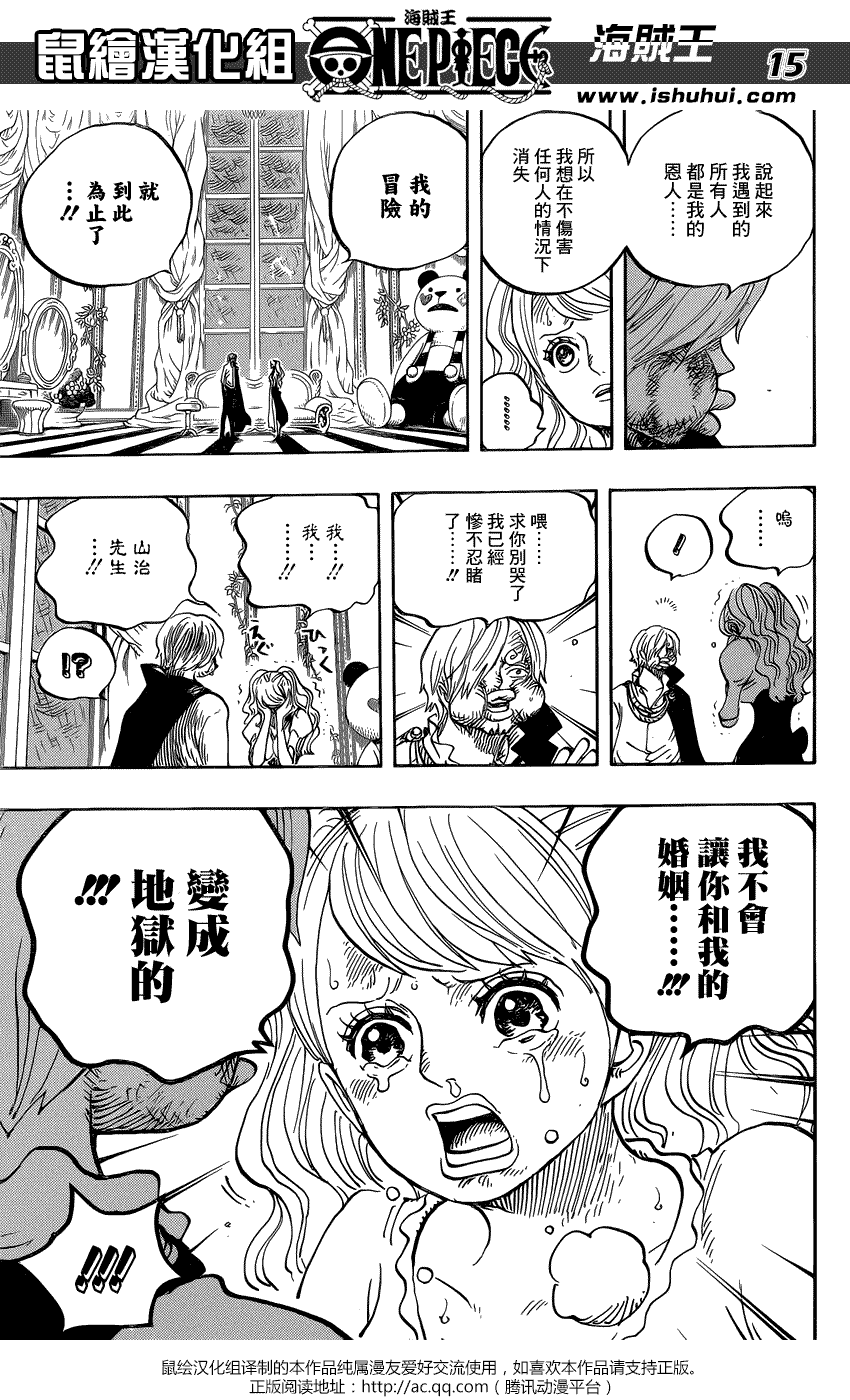 鼠繪漢化組
海賊王
ONE PIECE
海賊王
15
www.ishuhui.com
說起來
我遇到的
所有人
都是我的
恩人……
所以
我想在不傷害
任何人的情況下
消失
。。。。。。
我的
冒險
就
到此
為止了
…!!
嗚
……
!
喂……
求你別哭了
我已經
慘不忍睹
了……!!
ひっく
えぐ
我…
我…
……!!
山治
先生
…!!
!?
我不會
讓你和我的
婚姻……!!!
變成
地獄的
!!!
!!!!
鼠绘汉化组译制的本作品纯属漫友爱好交流使用，如喜欢本作品请支持正版。
正版阅读地址：http://ac.qq.com（腾讯动漫平台）